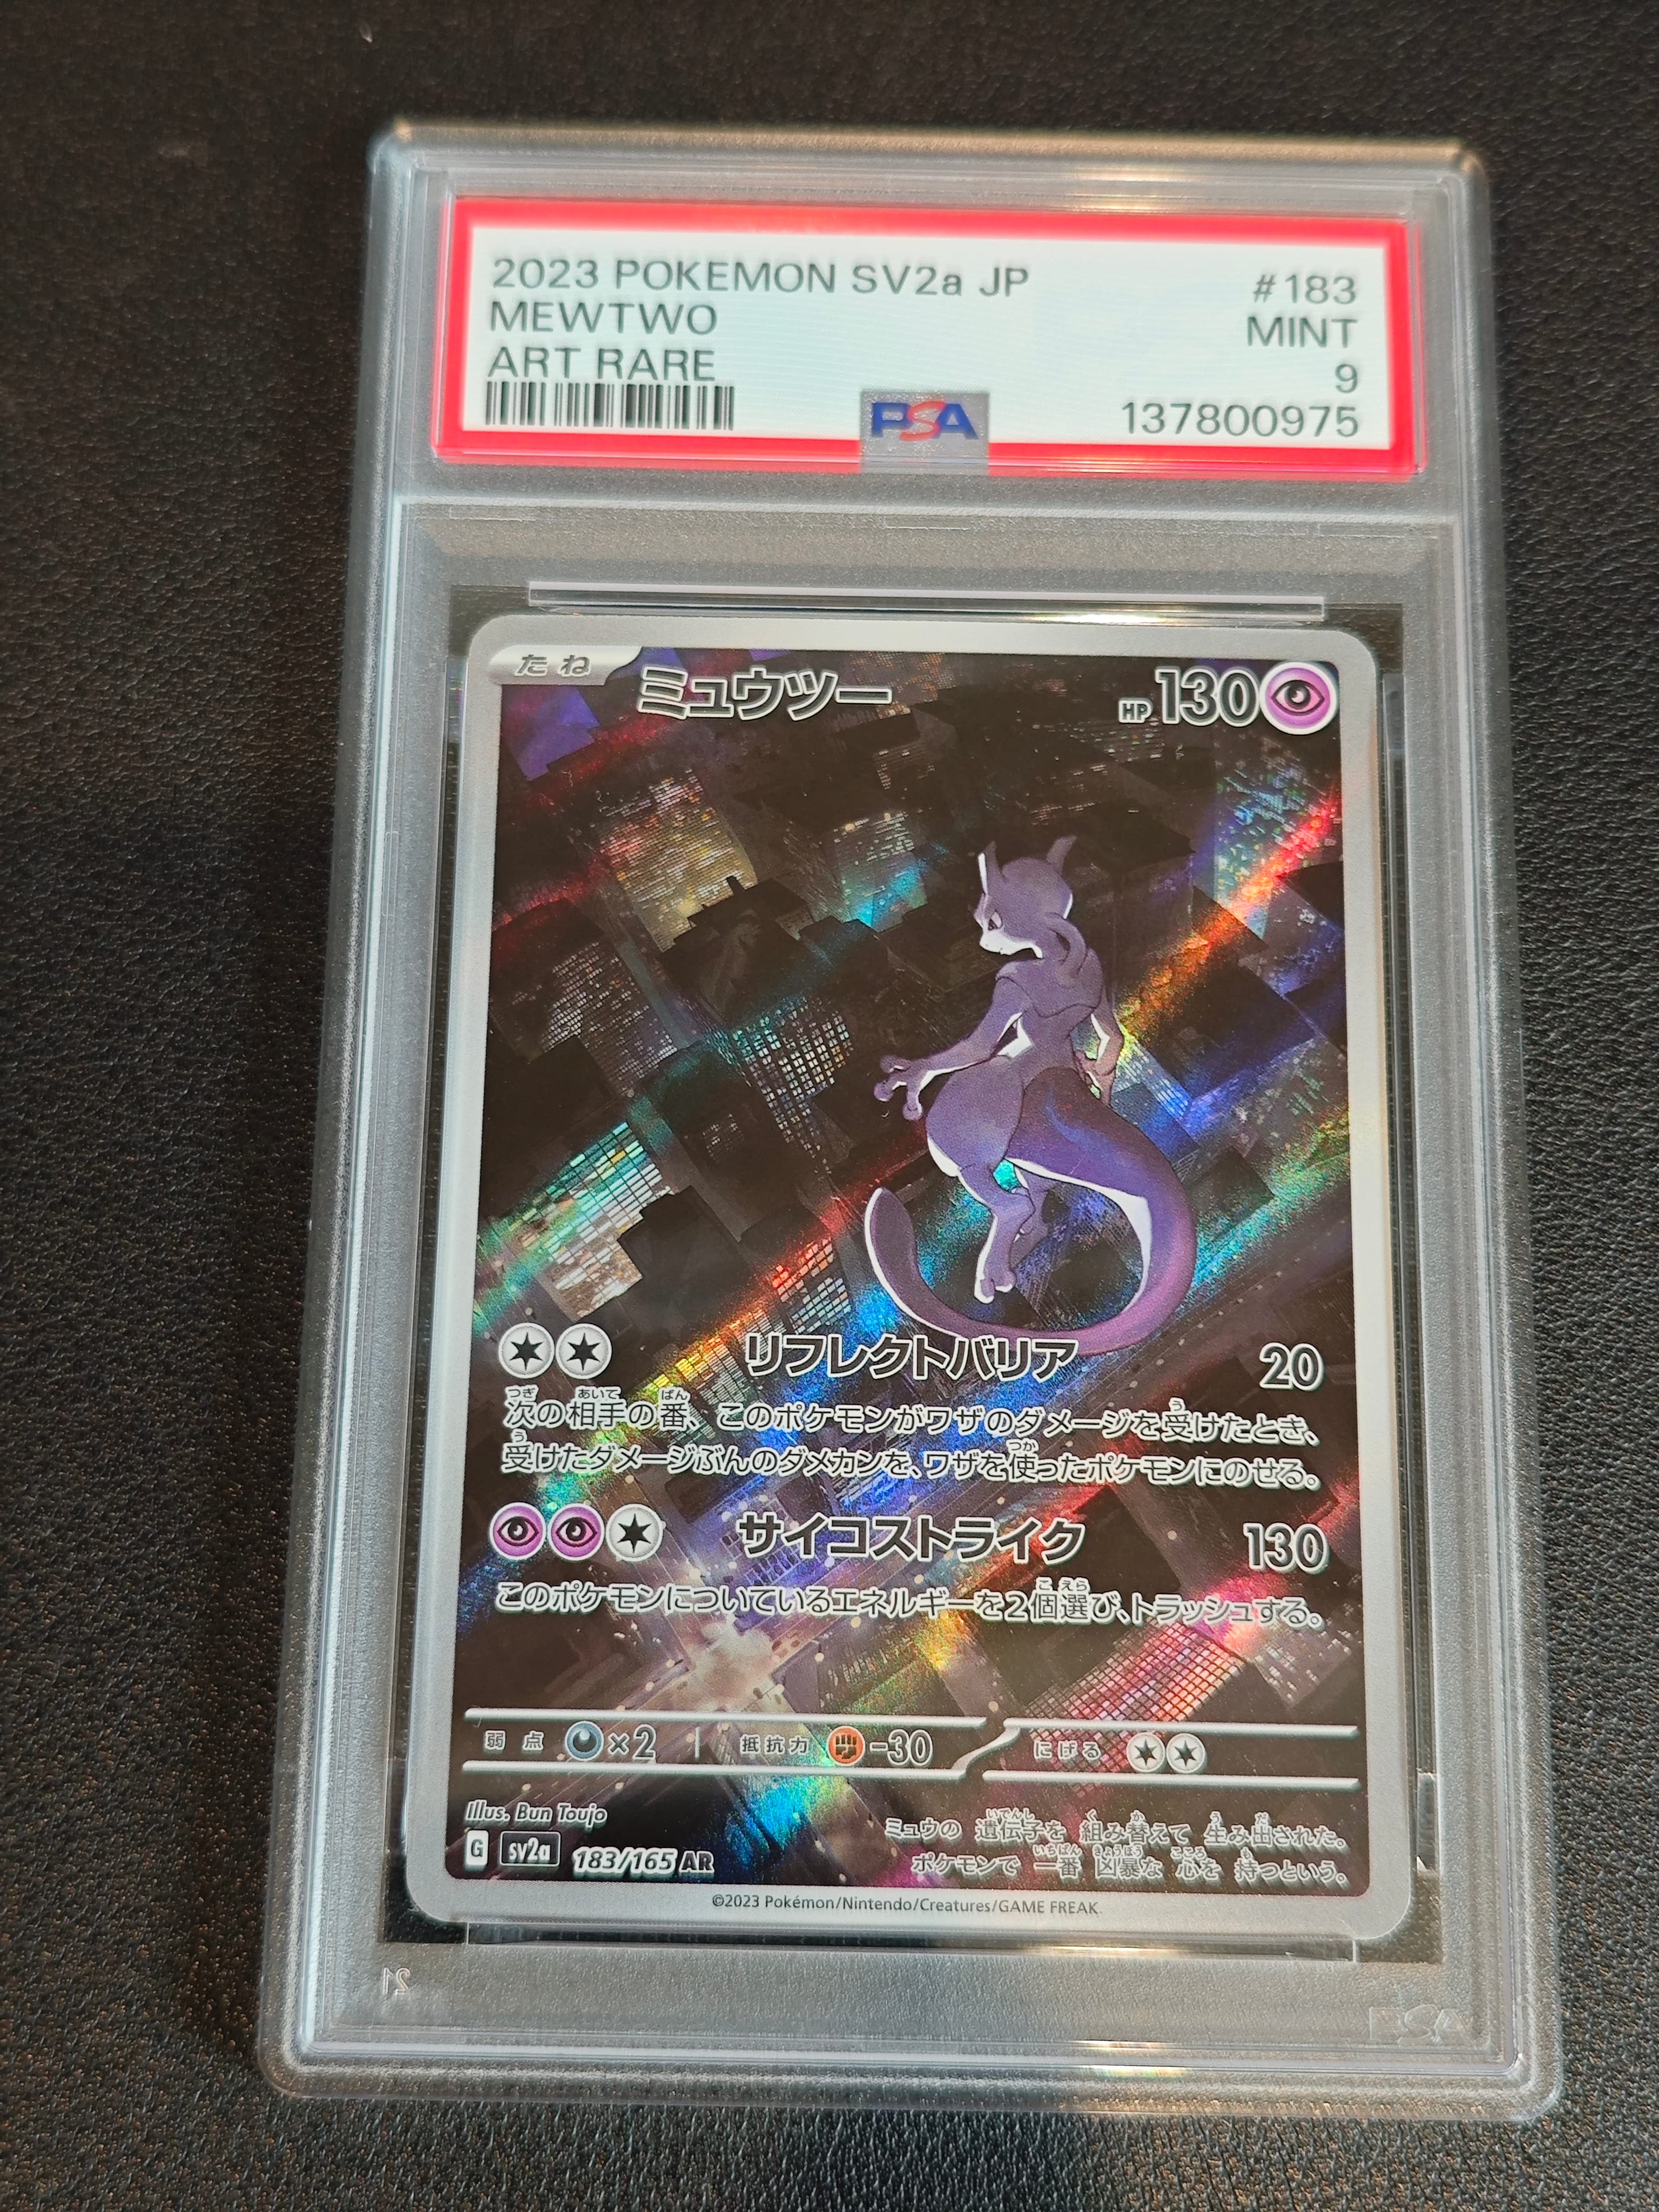 2023 POKEMON SV2a JP #183
MEWTWO MINT
ART RARE 9
PSA 137800975
たね ミュウツー HP 130
リフレクトバリア 20
次の相手の番、このポケモンがワザのダメージを受けたとき、
受けたダメージぶんのダメカンを、ワザを使ったポケモンにのせる。
サイコストライク 130
このポケモンについているエネルギーを2個選び、トラッシュする。
弱点 ×2 抵抗力 -30 にげる
Illus. Bun Toujo
ミュウの 遺伝子を 組み替えて 生み出された。
G sv2a 183/165 AR ポケモンで 一番 凶暴な 心を 持つという。
©2023 Pokémon/Nintendo/Creatures/GAME FREAK
PSA